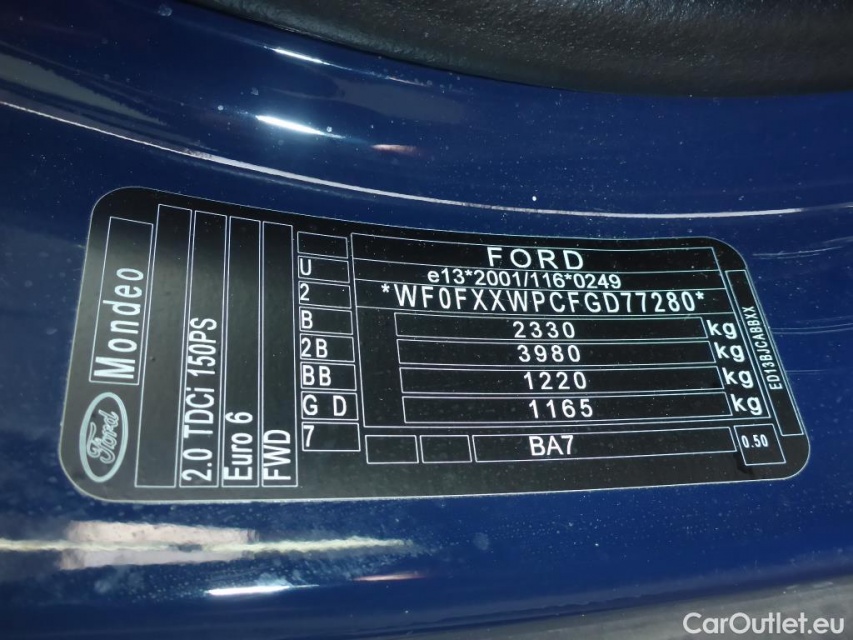 Mondeo
Ford
2.0 TDCi 150PS
Euro 6
FWD
U
2
B
2B
BB
G D
7
FORD
e13*2001/116*0249
*WF0FXXWPCFGD77280*
2330 kg
3980 kg
1220 kg
1165 kg
BA7
0.50
ED13BJCABBXX
CarOutlet.eu